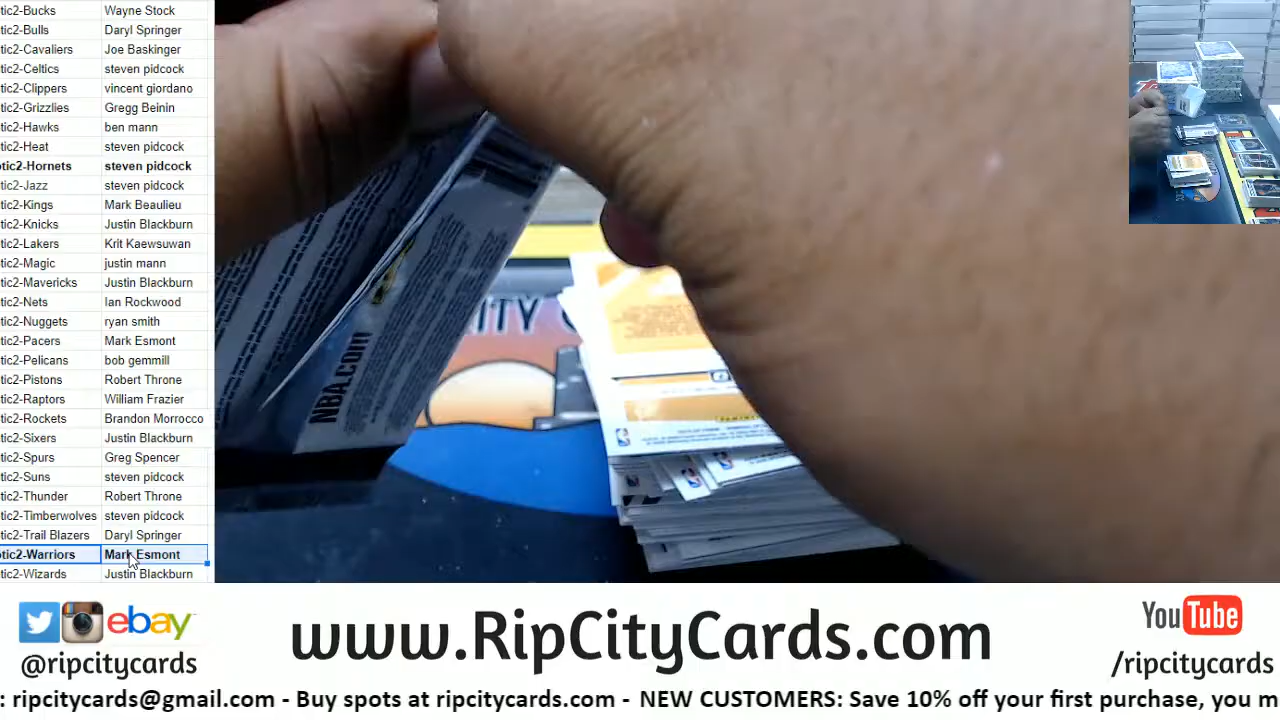 tic2-Bucks Wayne Stock
tic2-Bulls Daryl Springer
tic2-Cavaliers Joe Baskinger
tic2-Celtics steven pidcock
tic2-Clippers vincent giordano
tic2-Grizzlies Gregg Beinin
tic2-Hawks ben mann
tic2-Heat steven pidcock
otic2-Hornets steven pidcock
tic2-Jazz steven pidcock
tic2-Kings Mark Beaulieu
tic2-Knicks Justin Blackburn
tic2-Lakers Krit Kaewsuwan
tic2-Magic justin mann
tic2-Mavericks Justin Blackburn
tic2-Nets Ian Rockwood
tic2-Nuggets ryan smith
tic2-Pacers Mark Esmont
tic2-Pelicans bob gemmill
tic2-Pistons Robert Throne
tic2-Raptors William Frazier
tic2-Rockets Brandon Morrocco
tic2-Sixers Justin Blackburn
tic2-Spurs Greg Spencer
tic2-Suns steven pidcock
tic2-Thunder Robert Throne
tic2-Timberwolves steven pidcock
tic2-Trail Blazers Daryl Springer
otic2-Warriors Mark Esmont
tic2-Wizards Justin Blackburn
NBA.COM
ITY
ebay
@ripcitycards
www.RipCityCards.com
YouTube
/ripcitycards
: ripcitycards@gmail.com - Buy spots at ripcitycards.com - NEW CUSTOMERS: Save 10% off your first purchase, you m